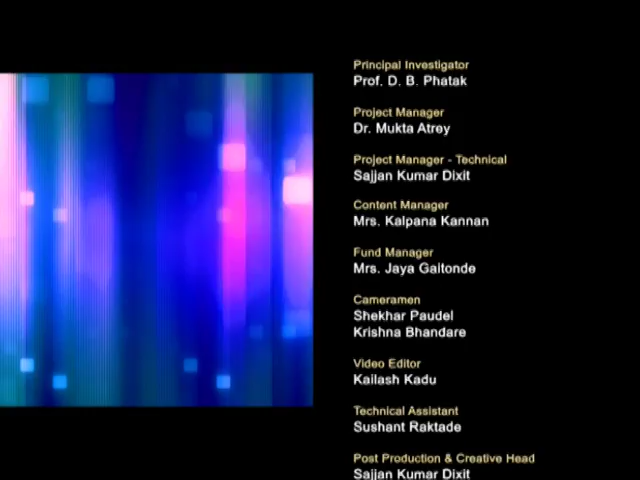 Principal Investigator
Prof. D. B. Phatak
Project Manager
Dr. Mukta Atrey
Project Manager - Technical
Sajjan Kumar Dixit
Content Manager
Mrs. Kalpana Kannan
Fund Manager
Mrs. Jaya Gaitonde
Cameramen
Shekhar Paudel
Krishna Bhandare
Video Editor
Kailash Kadu
Technical Assistant
Sushant Raktade
Post Production & Creative Head
Sajjan Kumar Dixit